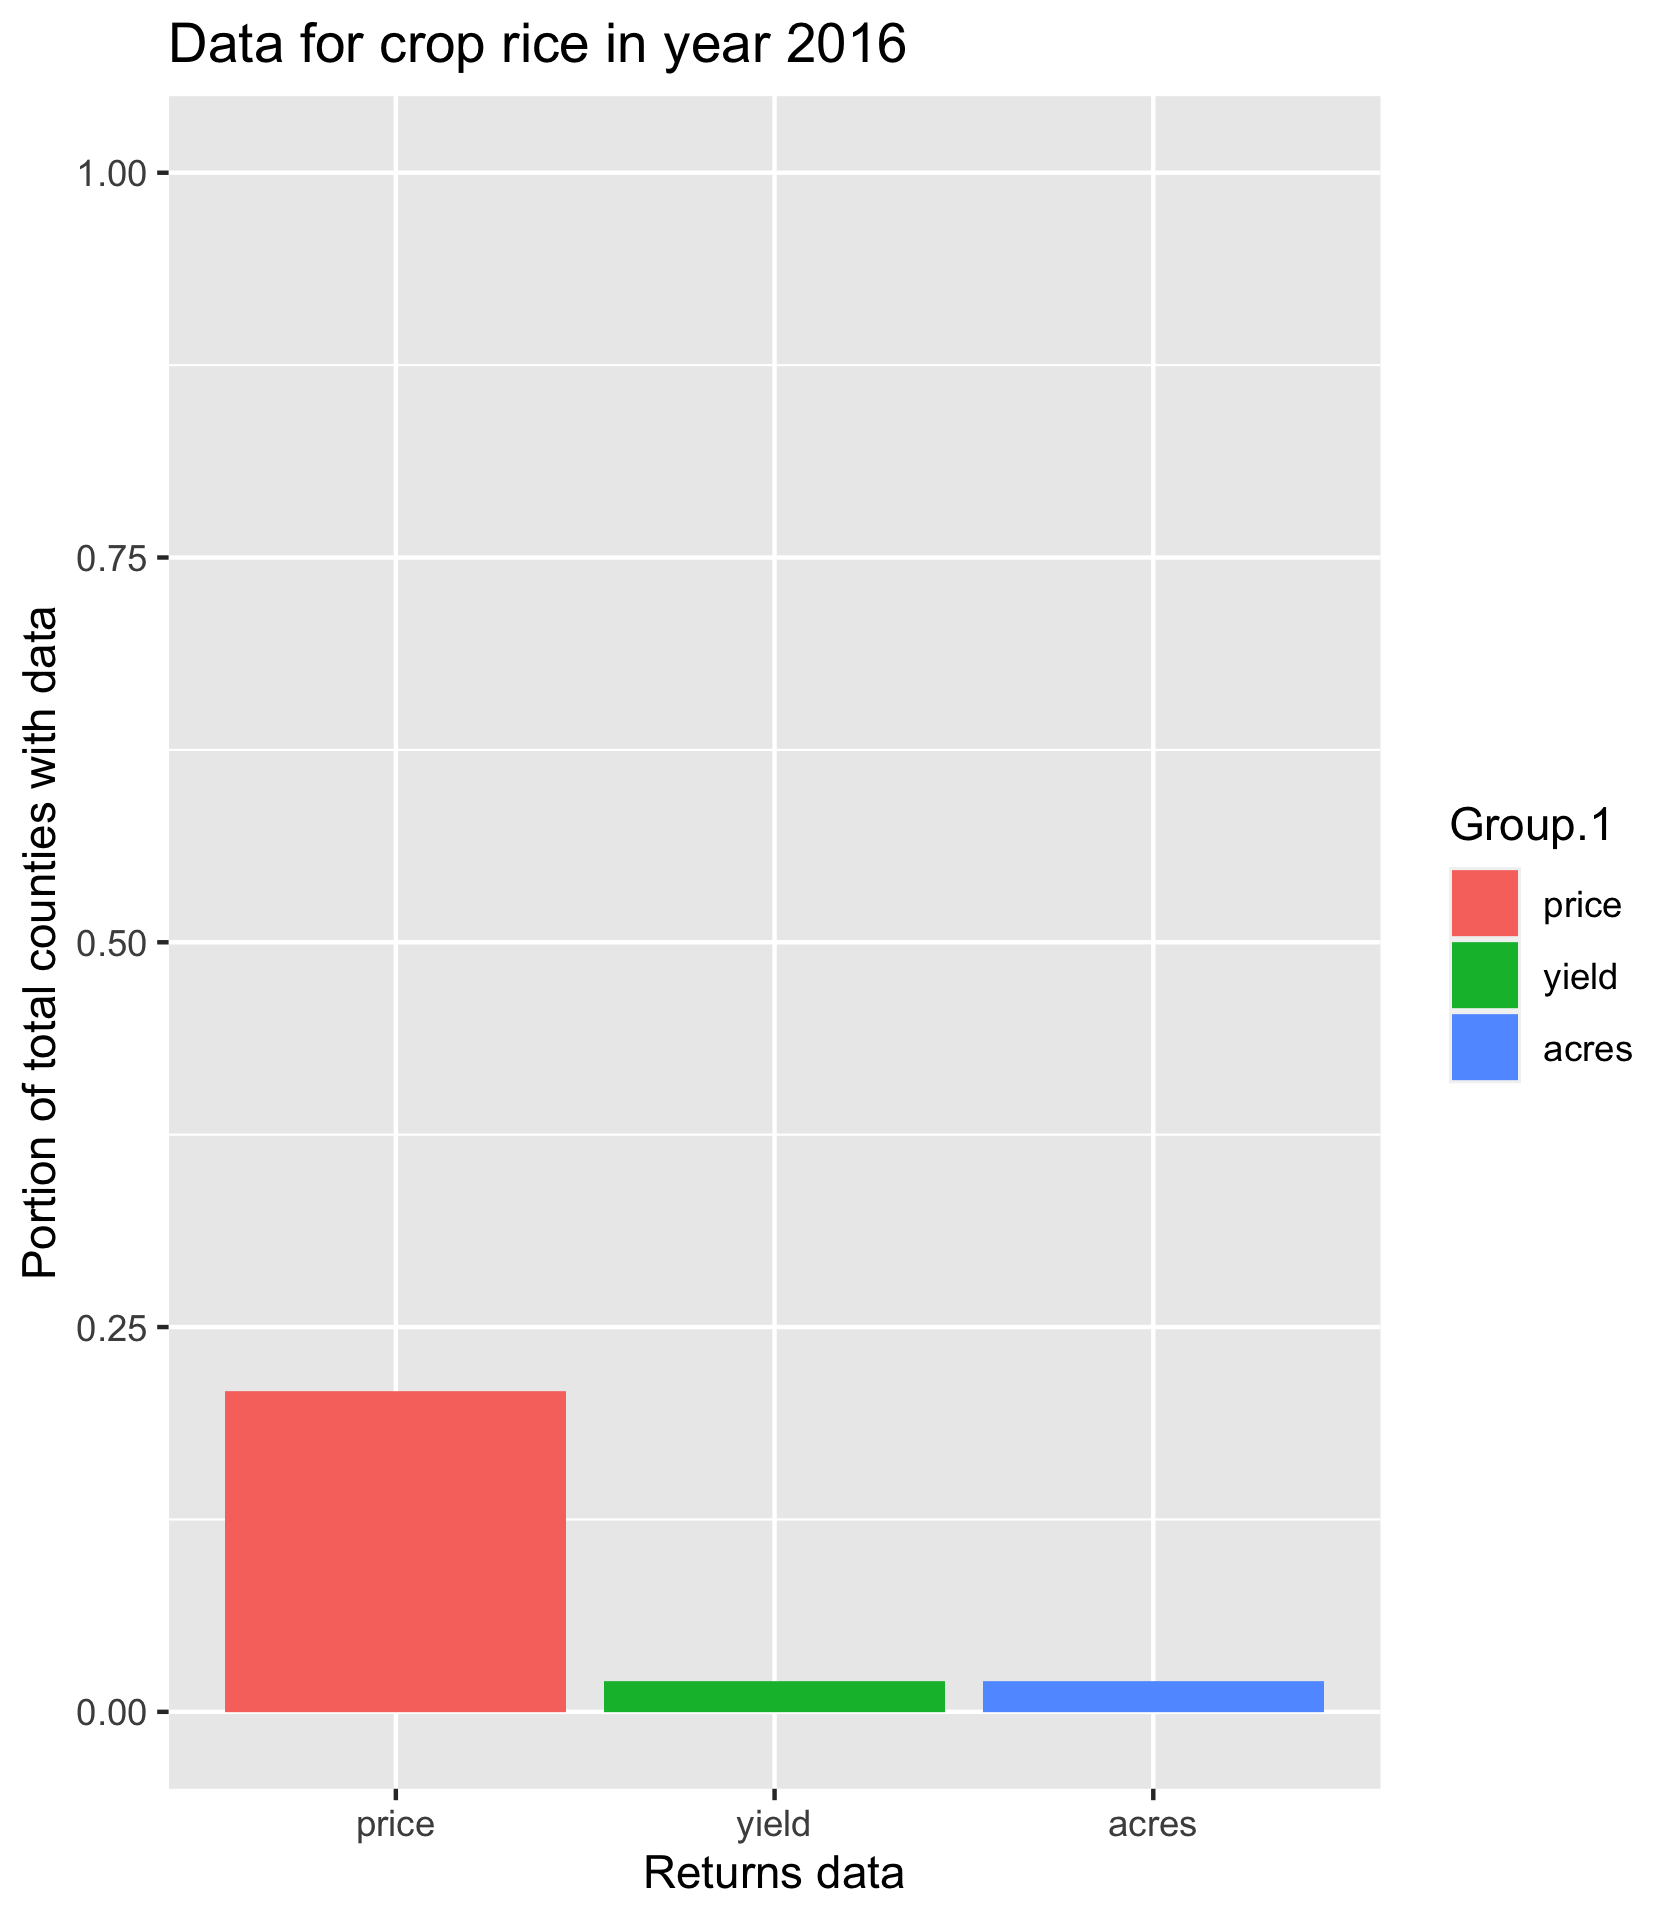 Data for crop rice in year 2016
Portion of total counties with data
1.00
0.75
0.50
0.25
0.00
price
yield
acres
Returns data
Group.1
price
yield
acres